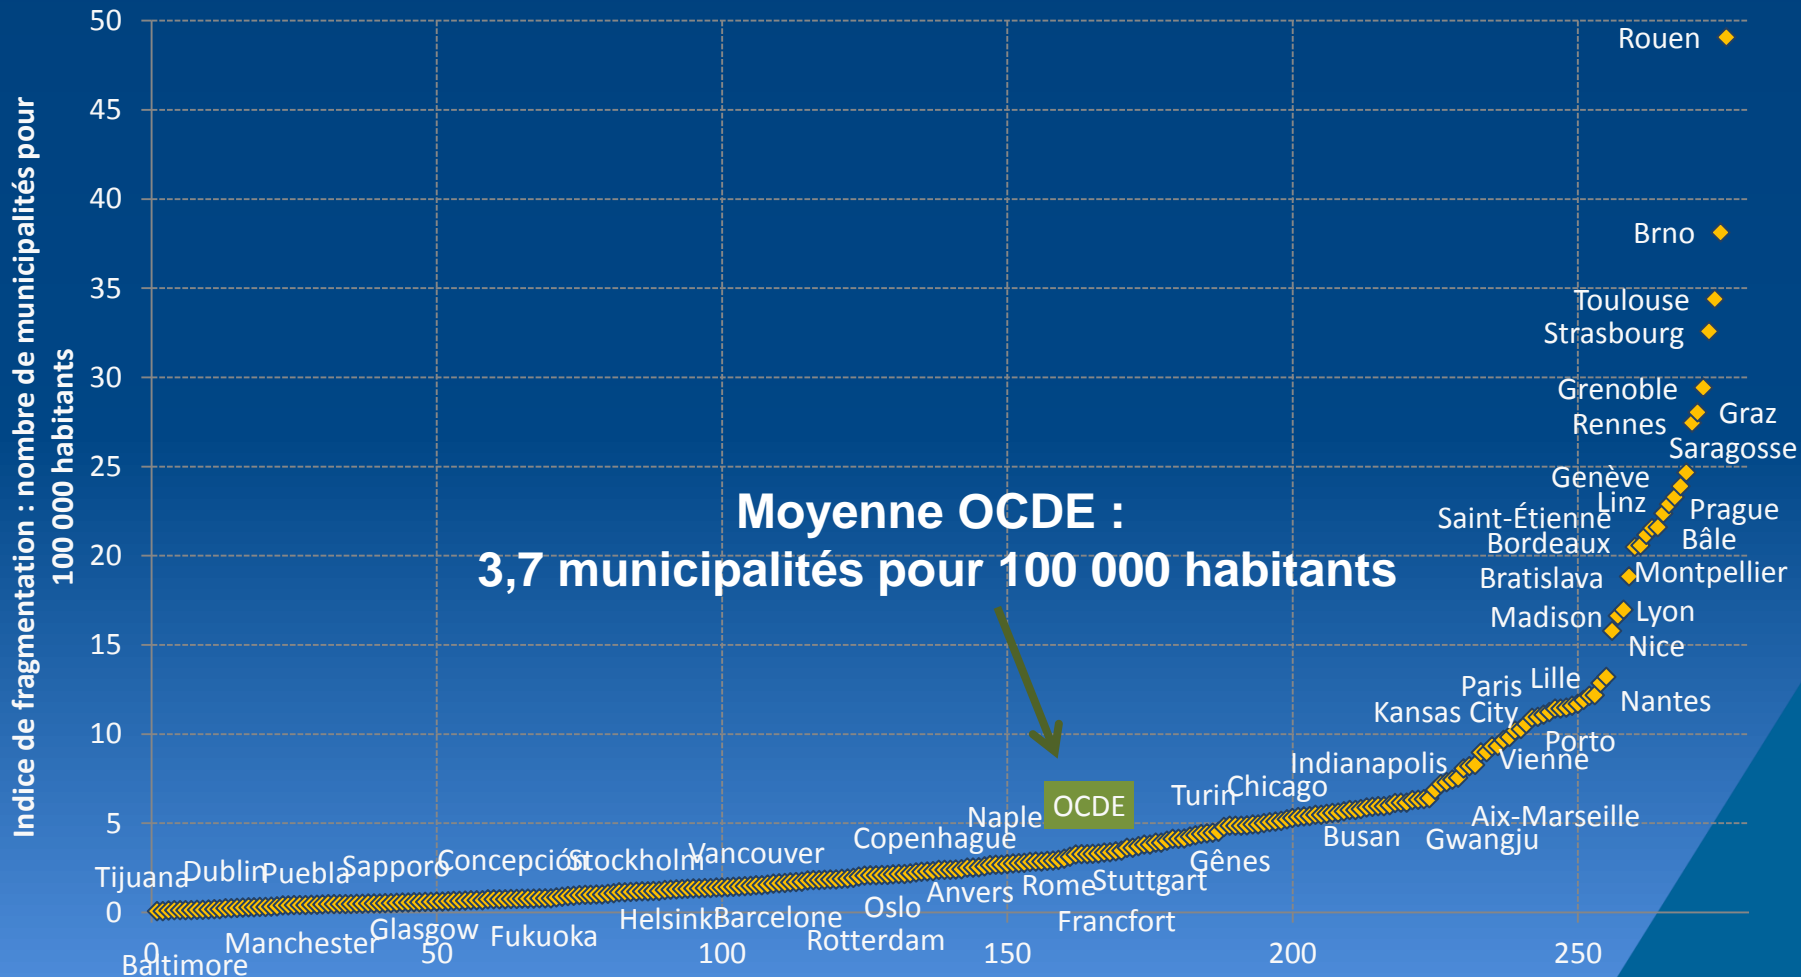 Indice de fragmentation : nombre de municipalités pour
100 000 habitants
50
45
40
35
30
25
20
15
10
5
0
Rouen
Brno
Toulouse
Strasbourg
Grenoble
Graz
Rennes
Saragosse
Genève
Linz
Prague
Saint-Étienne
Bordeaux
Bâle
Bratislava
Montpellier
Madison
Lyon
Nice
Moyenne OCDE :
3,7 municipalités pour 100 000 habitants
OCDE
Paris
Lille
Nantes
Kansas City
Porto
Vienne
Indianapolis
Chicago
Turin
Aix-Marseille
Gwangju
Busan
Gênes
Naple
Copenhague
Stuttgart
Rome
Francfort
Anvers
Oslo
Rotterdam
Vancouver
Barcelone
Stockholm
Helsinki
Concepción
Fukuoka
Sapporo
Glasgow
Puebla
Manchester
Dublin
Tijuana
Baltimore
0
50
100
150
200
250